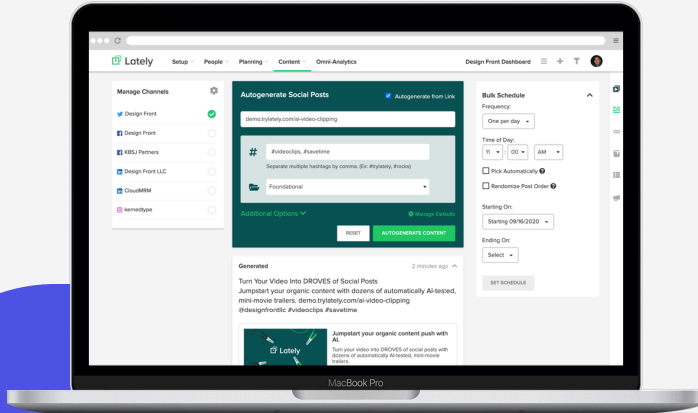 Lately
Setup People Planning Content Omni-Analytics
Design Front Dashboard
Manage Channels
Design Front
Design Front
KBSJ Partners
Design Front LLC
CloudMRM
kernedtype
Autogenerate Social Posts
Autogenerate from Link
demo.trylately.com/ai-video-clipping
#
#videoclips, #savetime
Separate multiple hashtags by comma. (Ex: #trylately, #rocks)
Foundational
Additional Options
Manage Defaults
RESET
AUTOGENERATE CONTENT
Generated
2 minutes ago
Turn Your Video Into DROVES of Social Posts
Jumpstart your organic content with dozens of automatically AI-tested,
mini-movie trailers. demo.trylately.com/ai-video-clipping
@designfrontllc #videoclips #savetime
Lately
Jumpstart your organic content push with
AI.
Turn your video into DROVES of social posts with
dozens of automatically AI-tested, mini-movie
trailers.
Bulk Schedule
Frequency:
One per day
Time of Day:
11 : 00 AM
Pick Automatically ?
Randomize Post Order ?
Starting On:
Starting 09/16/2020
Ending On:
Select
SET SCHEDULE
MacBook Pro